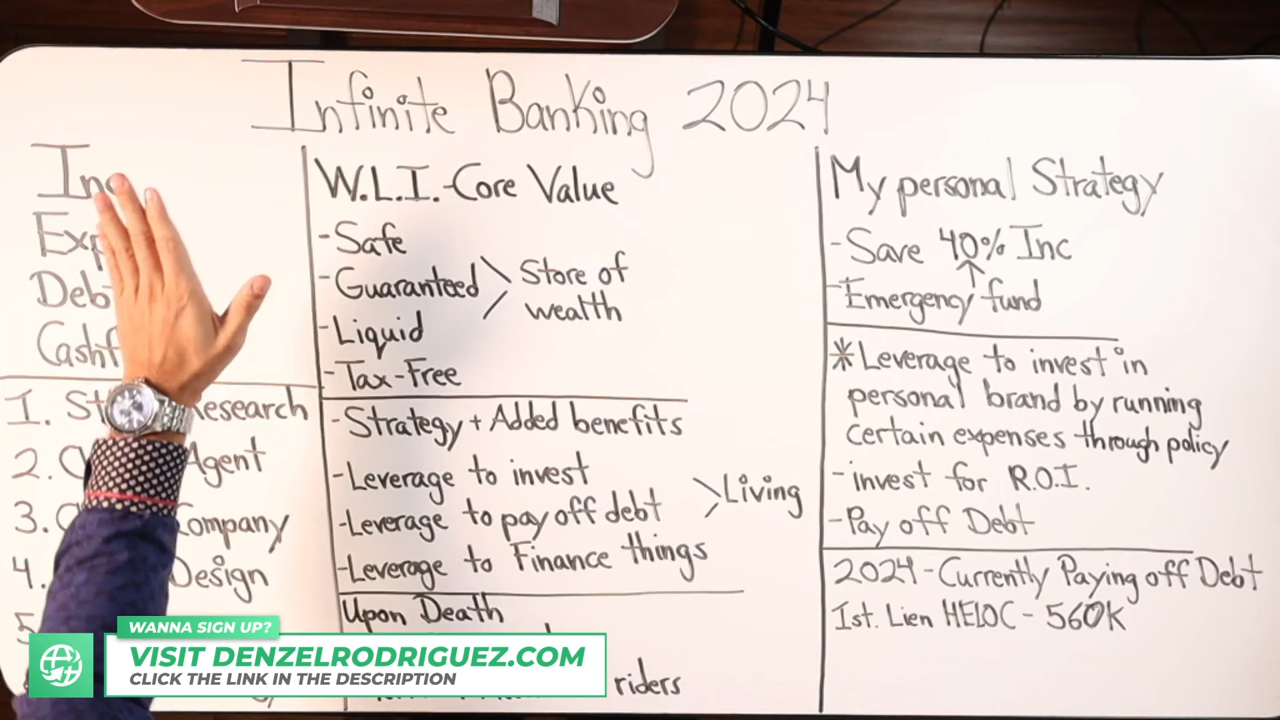 Infinite Banking 2024
Inc
Exp
Deb
Cashf
1. St Research
2. Agent
3. Company
4. Design
5
W.L.I.-Core Value
-Safe
-Guaranteed > Store of
wealth
-Liquid
-Tax-Free
-Strategy + Added benefits
-Leverage to invest
-Leverage to pay off debt > Living
-Leverage to Finance things
Upon Death
riders
My personal Strategy
-Save 40% Inc
↑
-Emergency fund
*Leverage to invest in
personal brand by running
certain expenses through policy
-invest for R.O.I.
-Pay off Debt
2024-Currently Paying off Debt
1st. Lien HELOC - 560K
WANNA SIGN UP?
VISIT DENZELRODRIGUEZ.COM
CLICK THE LINK IN THE DESCRIPTION